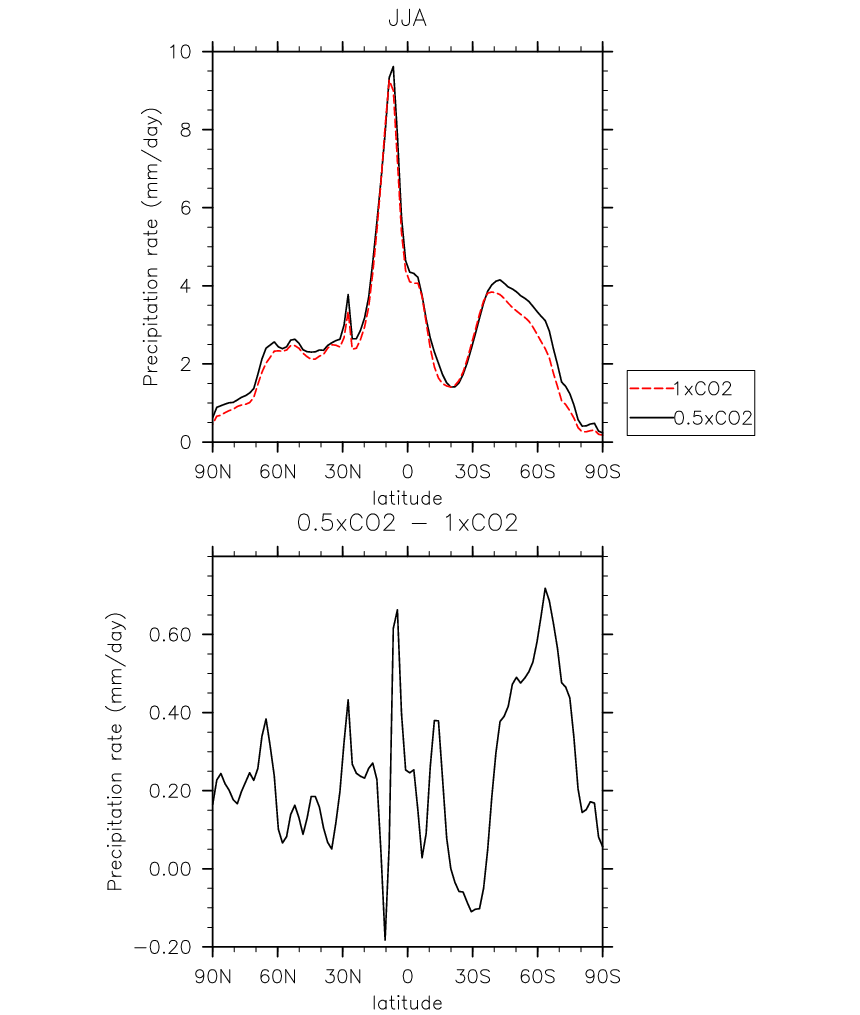 JJA
Precipitation rate (mm/day)
10
8
6
4
2
0
90N 60N 30N 0 30S 60S 90S
latitude
1xCO2
0.5xCO2
0.5xCO2 − 1xCO2
Precipitation rate (mm/day)
0.60
0.40
0.20
0.00
−0.20
90N 60N 30N 0 30S 60S 90S
latitude